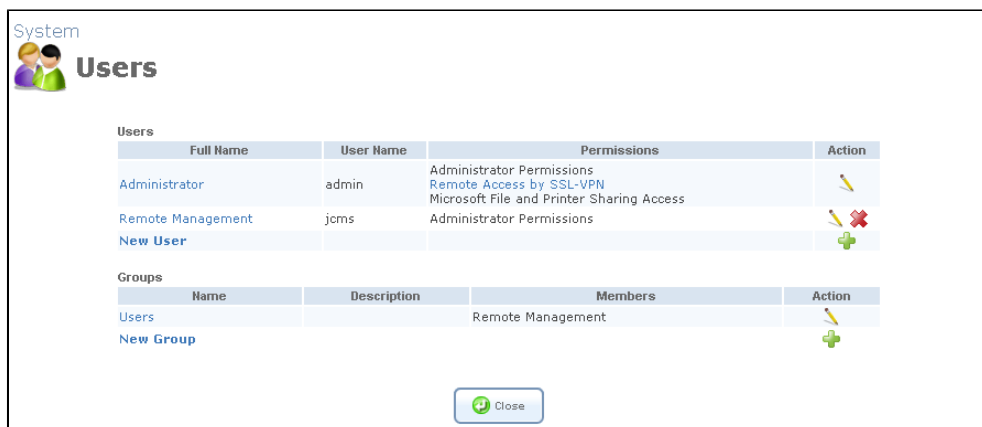 System
Users
Users
Full Name User Name Permissions Action
Administrator admin Administrator Permissions
Remote Access by SSL-VPN
Microsoft File and Printer Sharing Access
Remote Management jcms Administrator Permissions
New User
Groups
Name Description Members Action
Users Remote Management
New Group
Close